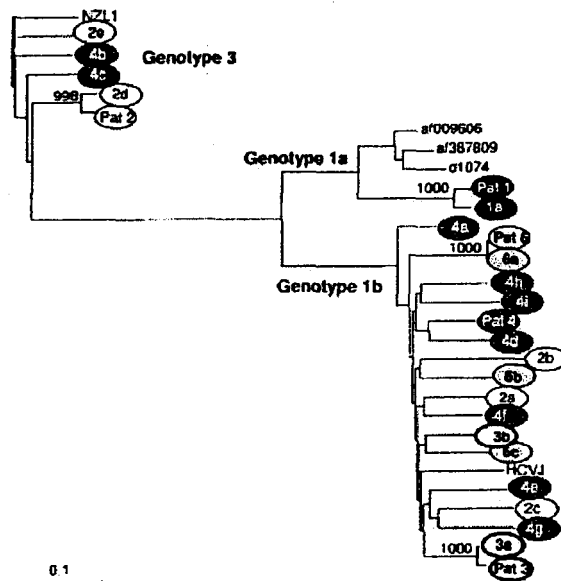 NZL1
2e
4b
Genotype 3
4c
998
2d
Pat 2
af009606
af387809
Genotype 1a
d1074
1000
Pat 1
1a
4a
1000
Pat 6
6a
Genotype 1b
4h
4i
Pat 4
4d
2b
6b
2a
4f
3b
6c
HCVJ
4e
2c
4g
1000
3a
Pat 3
0.1